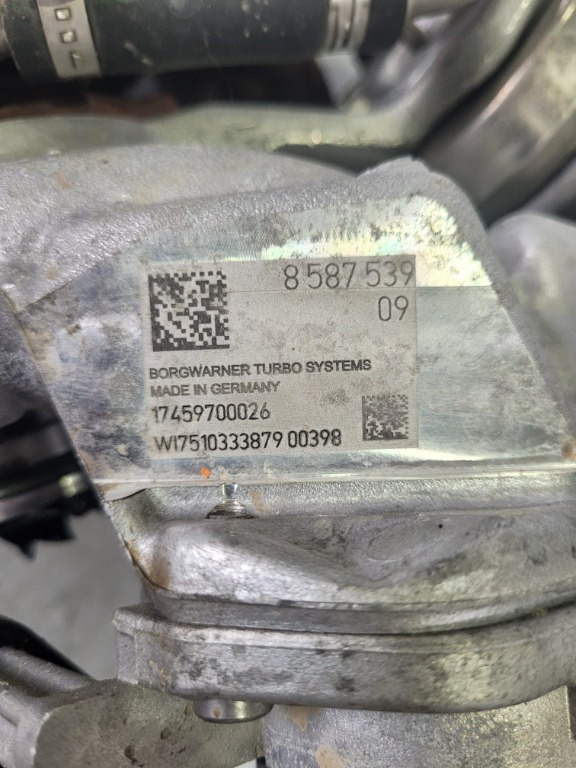 8 587 539
09
BORGWARNER TURBO SYSTEMS
MADE IN GERMANY
17459700026
WI7510333879 00398